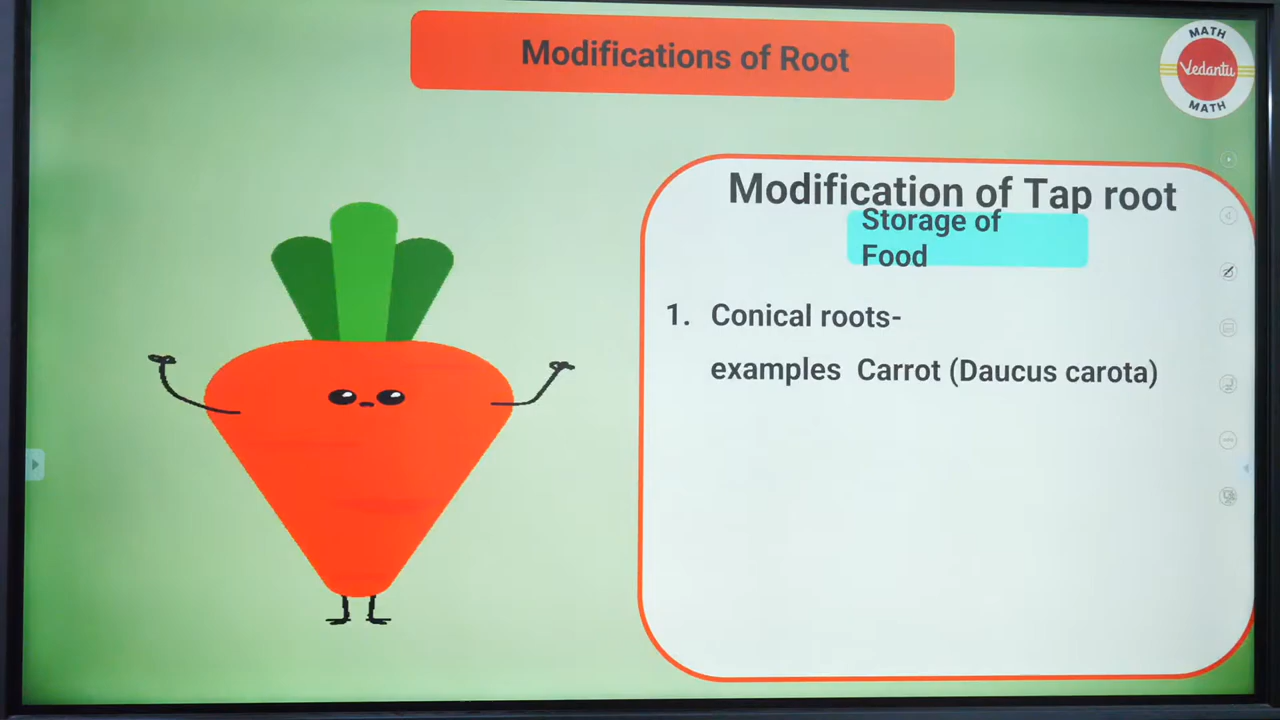 Modifications of Root
MATH
Vedantu
MATH
Modification of Tap root
Storage of
Food
1. Conical roots-
examples Carrot (Daucus carota)